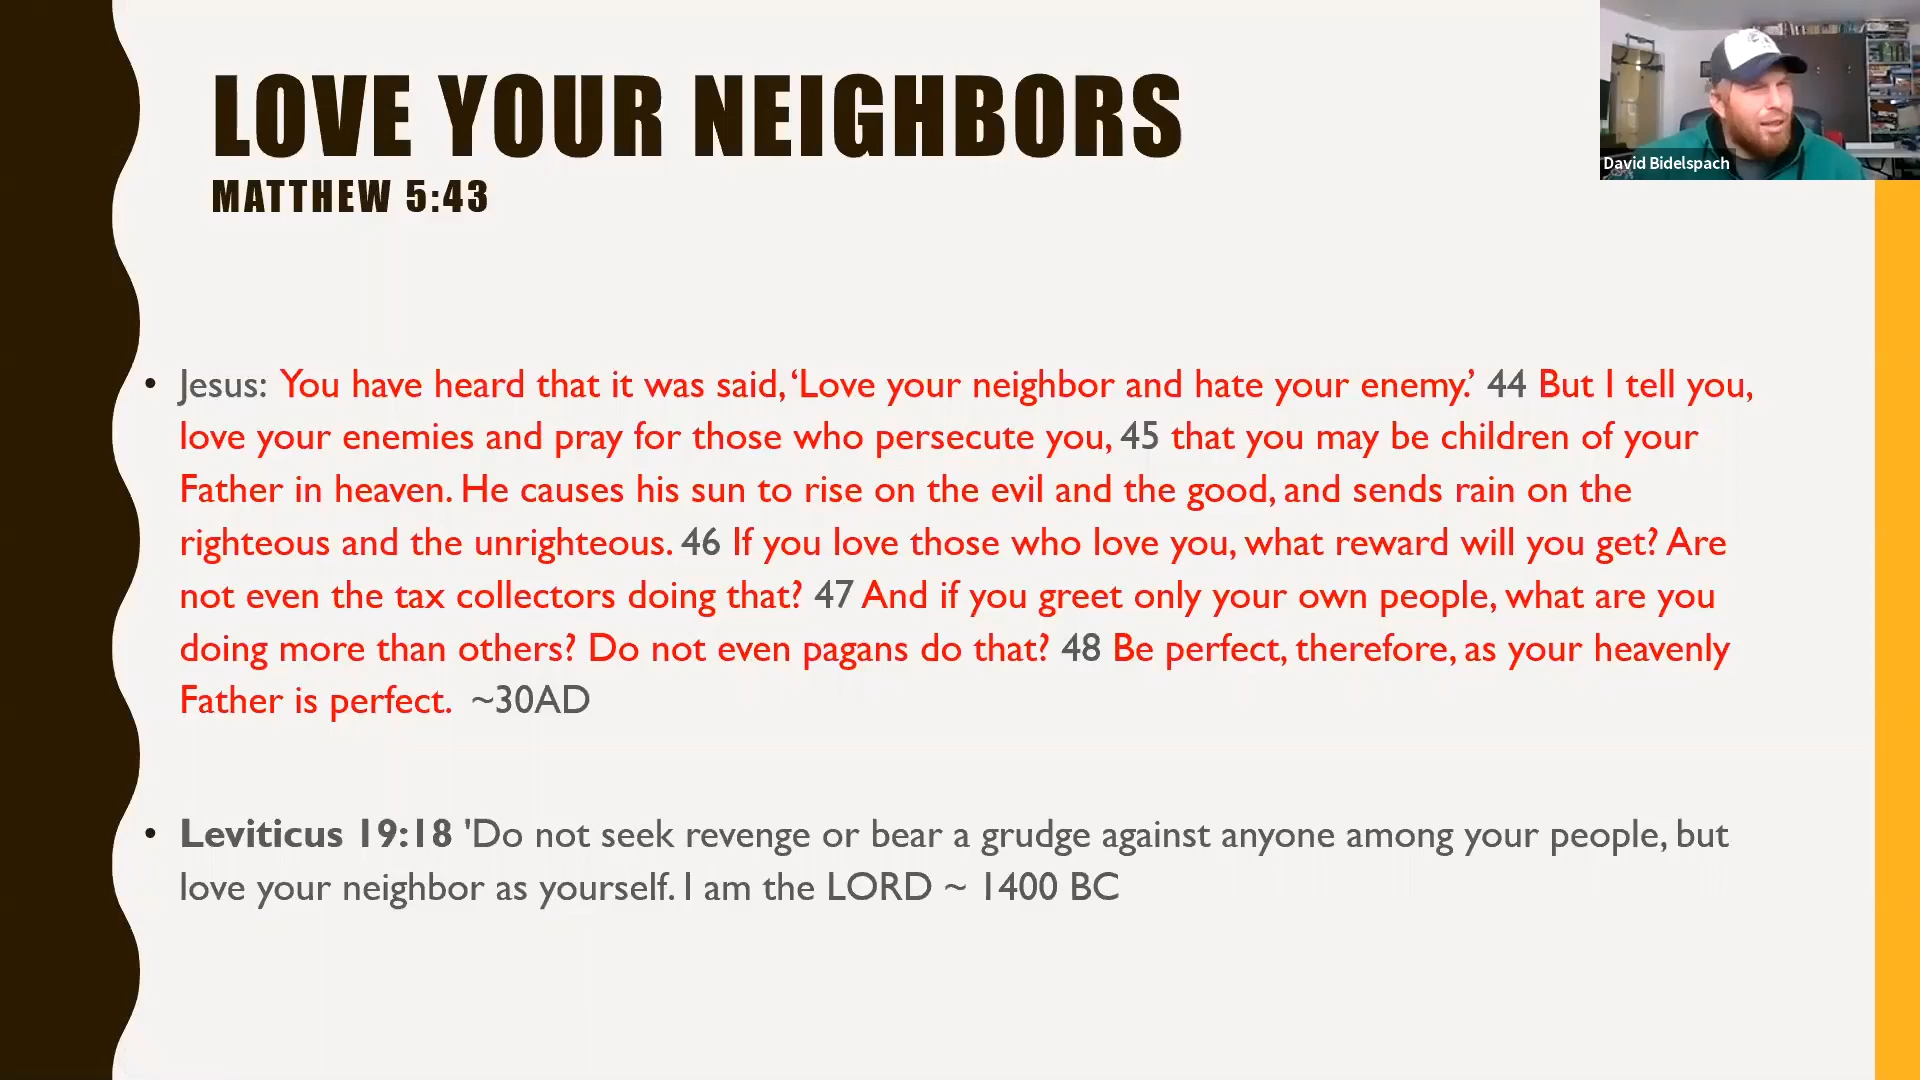 LOVE YOUR NEIGHBORS
MATTHEW 5:43
David Bidelspach
• Jesus: You have heard that it was said, ‘Love your neighbor and hate your enemy.’ 44 But I tell you,
love your enemies and pray for those who persecute you, 45 that you may be children of your
Father in heaven. He causes his sun to rise on the evil and the good, and sends rain on the
righteous and the unrighteous. 46 If you love those who love you, what reward will you get? Are
not even the tax collectors doing that? 47 And if you greet only your own people, what are you
doing more than others? Do not even pagans do that? 48 Be perfect, therefore, as your heavenly
Father is perfect. ~30AD
• Leviticus 19:18 'Do not seek revenge or bear a grudge against anyone among your people, but
love your neighbor as yourself. I am the LORD ~ 1400 BC